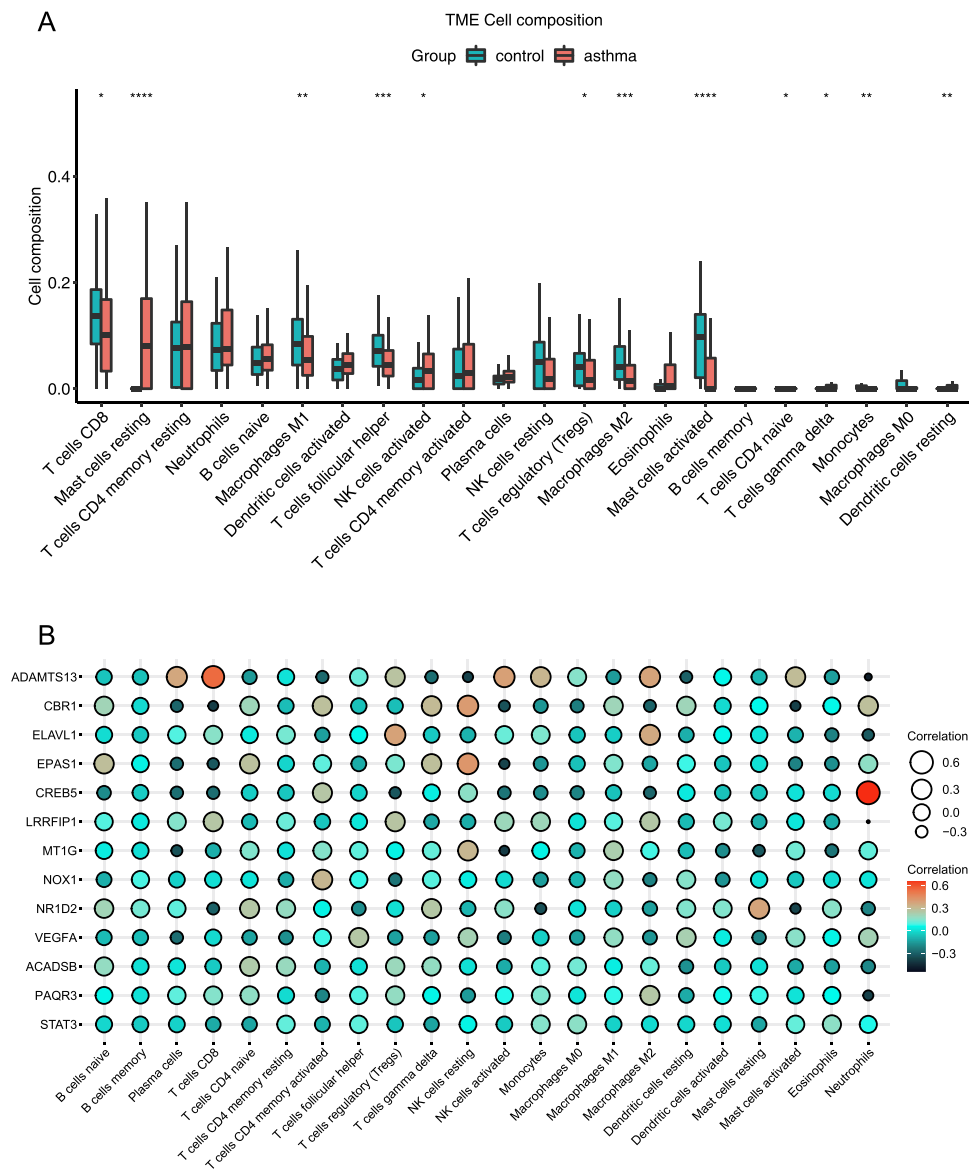 A
TME Cell composition
Group control asthma
* **** ** *** * * *** **** * * ** **
Cell composition
0.4
0.2
0.0
T cells CD8
Mast cells resting
T cells CD4 memory resting
Neutrophils
B cells naive
Macrophages M1
Dendritic cells activated
T cells follicular helper
NK cells activated
T cells CD4 memory activated
Plasma cells
NK cells resting
T cells regulatory (Tregs)
Macrophages M2
Eosinophils
Mast cells activated
B cells memory
T cells CD4 naive
T cells gamma delta
Monocytes
Macrophages M0
Dendritic cells resting
B
ADAMTS13
CBR1
ELAVL1
EPAS1
CREB5
LRRFIP1
MT1G
NOX1
NR1D2
VEGFA
ACADSB
PAQR3
STAT3
B cells naive
B cells memory
Plasma cells
T cells CD8
T cells CD4 naive
T cells CD4 memory resting
T cells CD4 memory activated
T cells follicular helper
T cells regulatory (Tregs)
T cells gamma delta
NK cells resting
NK cells activated
Monocytes
Macrophages M0
Macrophages M1
Macrophages M2
Dendritic cells resting
Dendritic cells activated
Mast cells resting
Mast cells activated
Eosinophils
Neutrophils
Correlation
0.6
0.3
0.0
−0.3
Correlation
0.6
0.3
0.0
−0.3